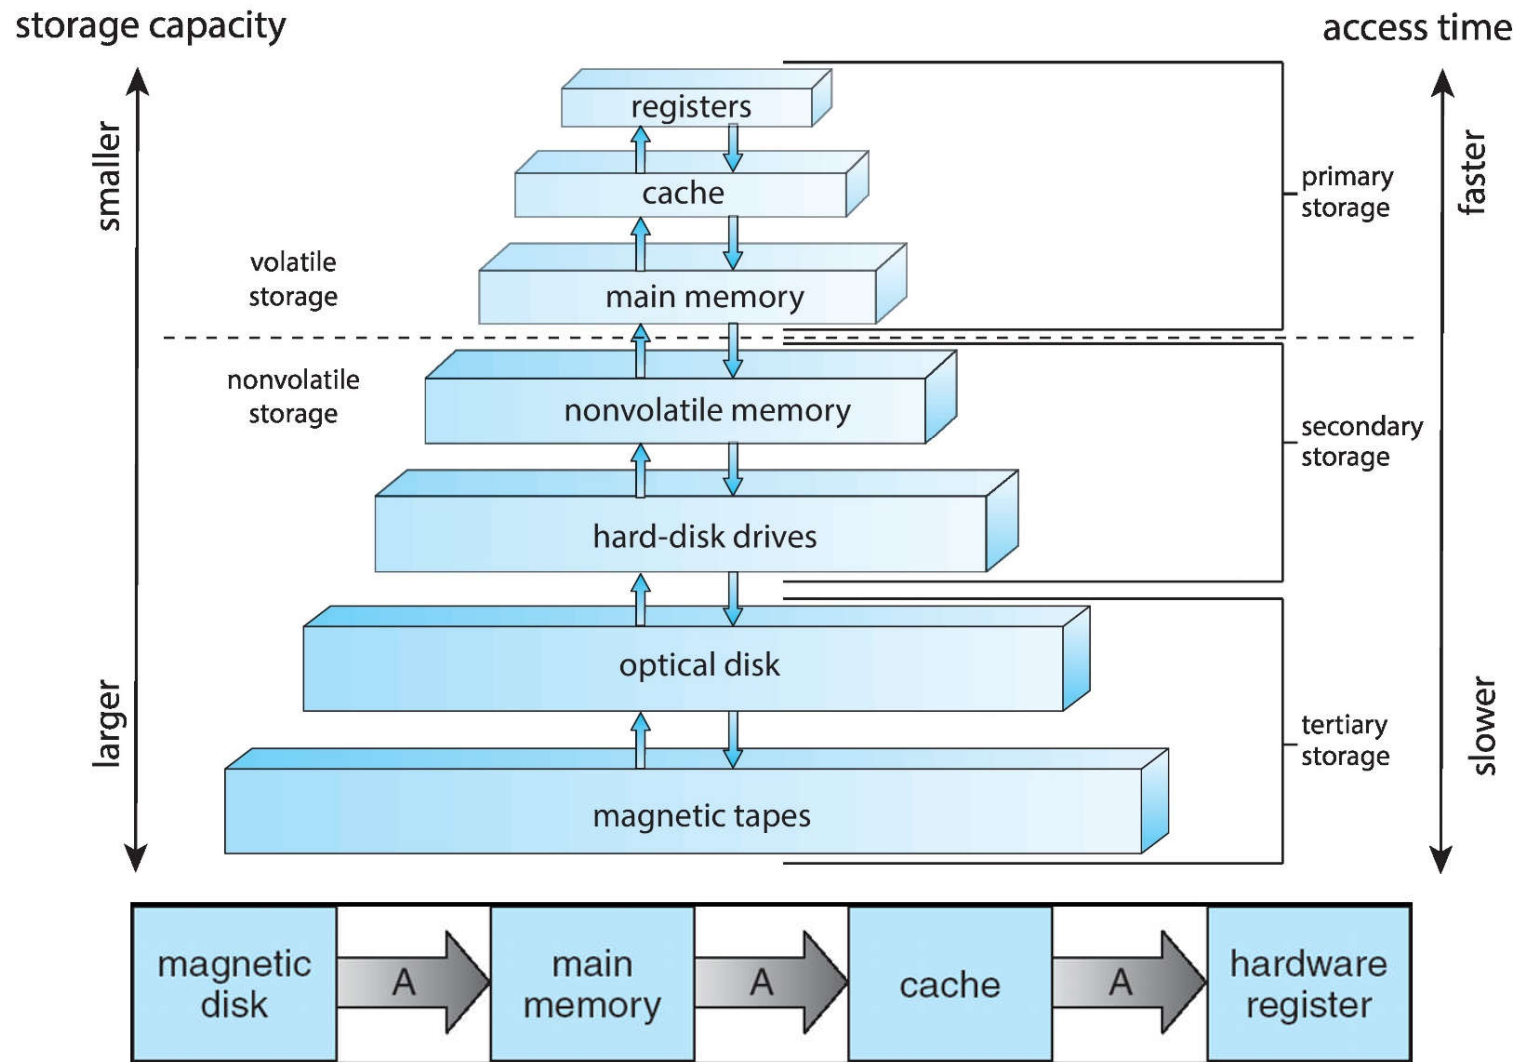 storage capacity
access time
smaller
larger
volatile
storage
nonvolatile
storage
registers
cache
main memory
nonvolatile memory
hard-disk drives
optical disk
magnetic tapes
primary
storage
secondary
storage
tertiary
storage
faster
slower
magnetic
disk
A
main
memory
A
cache
A
hardware
register